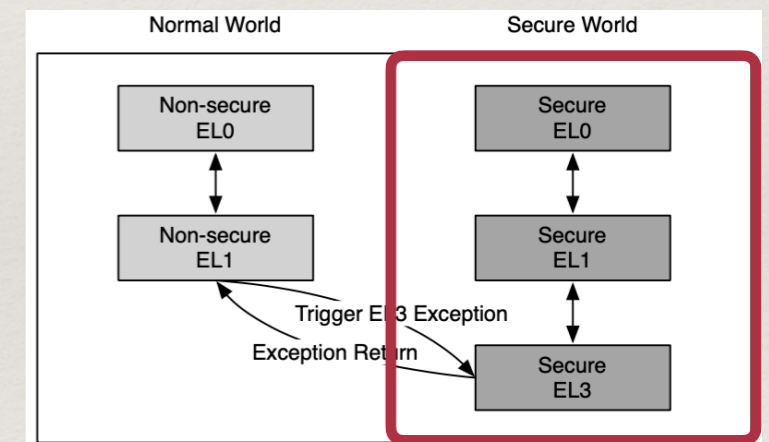 Normal World
Secure World
Non-secure
EL0
Secure
EL0
Non-secure
EL1
Secure
EL1
Trigger EL3 Exception
Exception Return
Secure
EL3